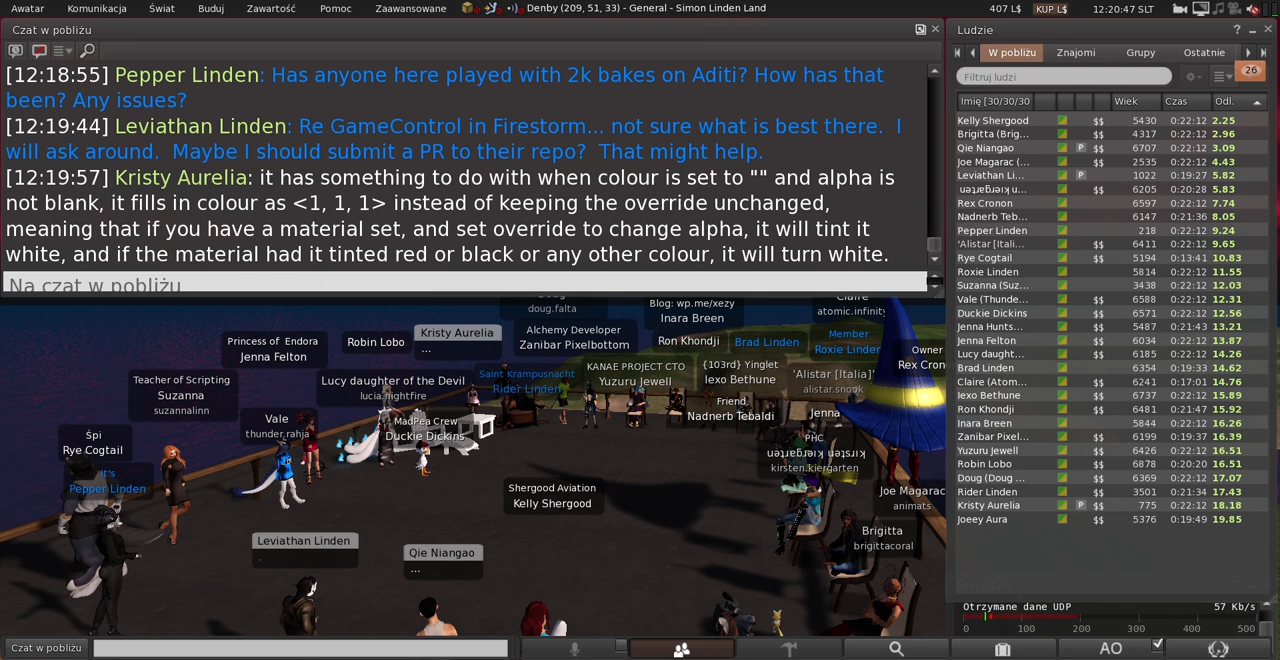 Awatar Komunikacja Świat Buduj Zawartość Pomoc Zaawansowane Denby (209, 51, 33) - General - Simon Linden Land 407 L$ KUP L$ 12:20:47 SLT
Czat w pobliżu
[12:18:55] Pepper Linden: Has anyone here played with 2k bakes on Aditi? How has that
been? Any issues?
[12:19:44] Leviathan Linden: Re GameControl in Firestorm... not sure what is best there. I
will ask around. Maybe I should submit a PR to their repo? That might help.
[12:19:57] Kristy Aurelia: it has something to do with when colour is set to "" and alpha is
not blank, it fills in colour as <1, 1, 1> instead of keeping the override unchanged,
meaning that if you have a material set, and set override to change alpha, it will tint it
white, and if the material had it tinted red or black or any other colour, it will turn white.
Na czat w pobliżu
doug.falta
Blog: wp.me/xezy
Inara Breen
Claire
atomic.infinity
Princess of Endora
Jenna Felton
Robin Lobo
Kristy Aurelia
...
Alchemy Developer
Zanibar Pixelbottom
Ron Khondji
Brad Linden
Member
Roxie Linden
Owner
Rex Cron
Teacher of Scripting
Suzanna
suzannalinn
Lucy daughter of the Devil
lucia.nightfire
Saint Krampusnacht
Rider Linden
KANAE PROJECT CTO
Yuzuru Jewell
{103rd} Yinglet
Iexo Bethune
'Alistar [Italia]'
alistar.snook
Vale
thunder.rahja
MadPea Crew
Duckie Dickins
Friend
Nadnerb Tebaldi
Jenna
Śpi
Rye Cogtail
It's
Pepper Linden
PHC
kirsten.kiergarten
Shergood Aviation
Kelly Shergood
Joe Magarac
animats
Brigitta
brigittacoral
Leviathan Linden
.
Qie Niangao
...
Czat w pobliżu
AO
Ludzie
W pobliżu Znajomi Grupy Ostatnie
Filtruj ludzi
26
Imię [30/30/30 Wiek Czas Odl.
Kelly Shergood $$ 5430 0:22:12 2.25
Brigitta (Brig... $$ 4317 0:22:12 2.96
Qie Niangao P $$ 6707 0:22:12 3.09
Joe Magarac (... $$ 2535 0:22:12 4.43
Leviathan Li... P 1022 0:19:27 5.82
$$ 6205 0:20:28 5.83
Rex Cronon 6597 0:22:12 7.74
Nadnerb Teb... 6147 0:21:36 8.05
Pepper Linden 218 0:22:12 9.24
'Alistar [Itali... $$ 6411 0:22:12 9.65
Rye Cogtail $$ 5194 0:13:41 10.83
Roxie Linden 5814 0:22:12 11.55
Suzanna (Suz... 3438 0:22:12 12.03
Vale (Thunde... $$ 6588 0:22:12 12.31
Duckie Dickins $$ 6571 0:22:12 12.56
Jenna Hunts... $$ 5487 0:21:43 13.21
Jenna Felton $$ 6034 0:22:12 13.87
Lucy daught... $$ 6185 0:22:12 14.26
Brad Linden 6354 0:19:33 14.62
Claire (Atom... $$ 6241 0:17:01 14.76
Iexo Bethune $$ 6737 0:22:12 15.89
Ron Khondji $$ 6481 0:21:47 15.92
Inara Breen 5844 0:22:12 16.26
Zanibar Pixel... $$ 6199 0:19:37 16.39
Yuzuru Jewell $$ 6426 0:22:12 16.51
Robin Lobo $$ 6878 0:20:20 16.51
Doug (Doug ... $$ 6369 0:22:12 17.07
Rider Linden 3501 0:21:34 17.43
Kristy Aurelia P $$ 775 0:22:12 18.18
Joeey Aura $$ 5376 0:19:49 19.85
Otrzymane dane UDP 57 Kb/s
0 100 200 300 400 500